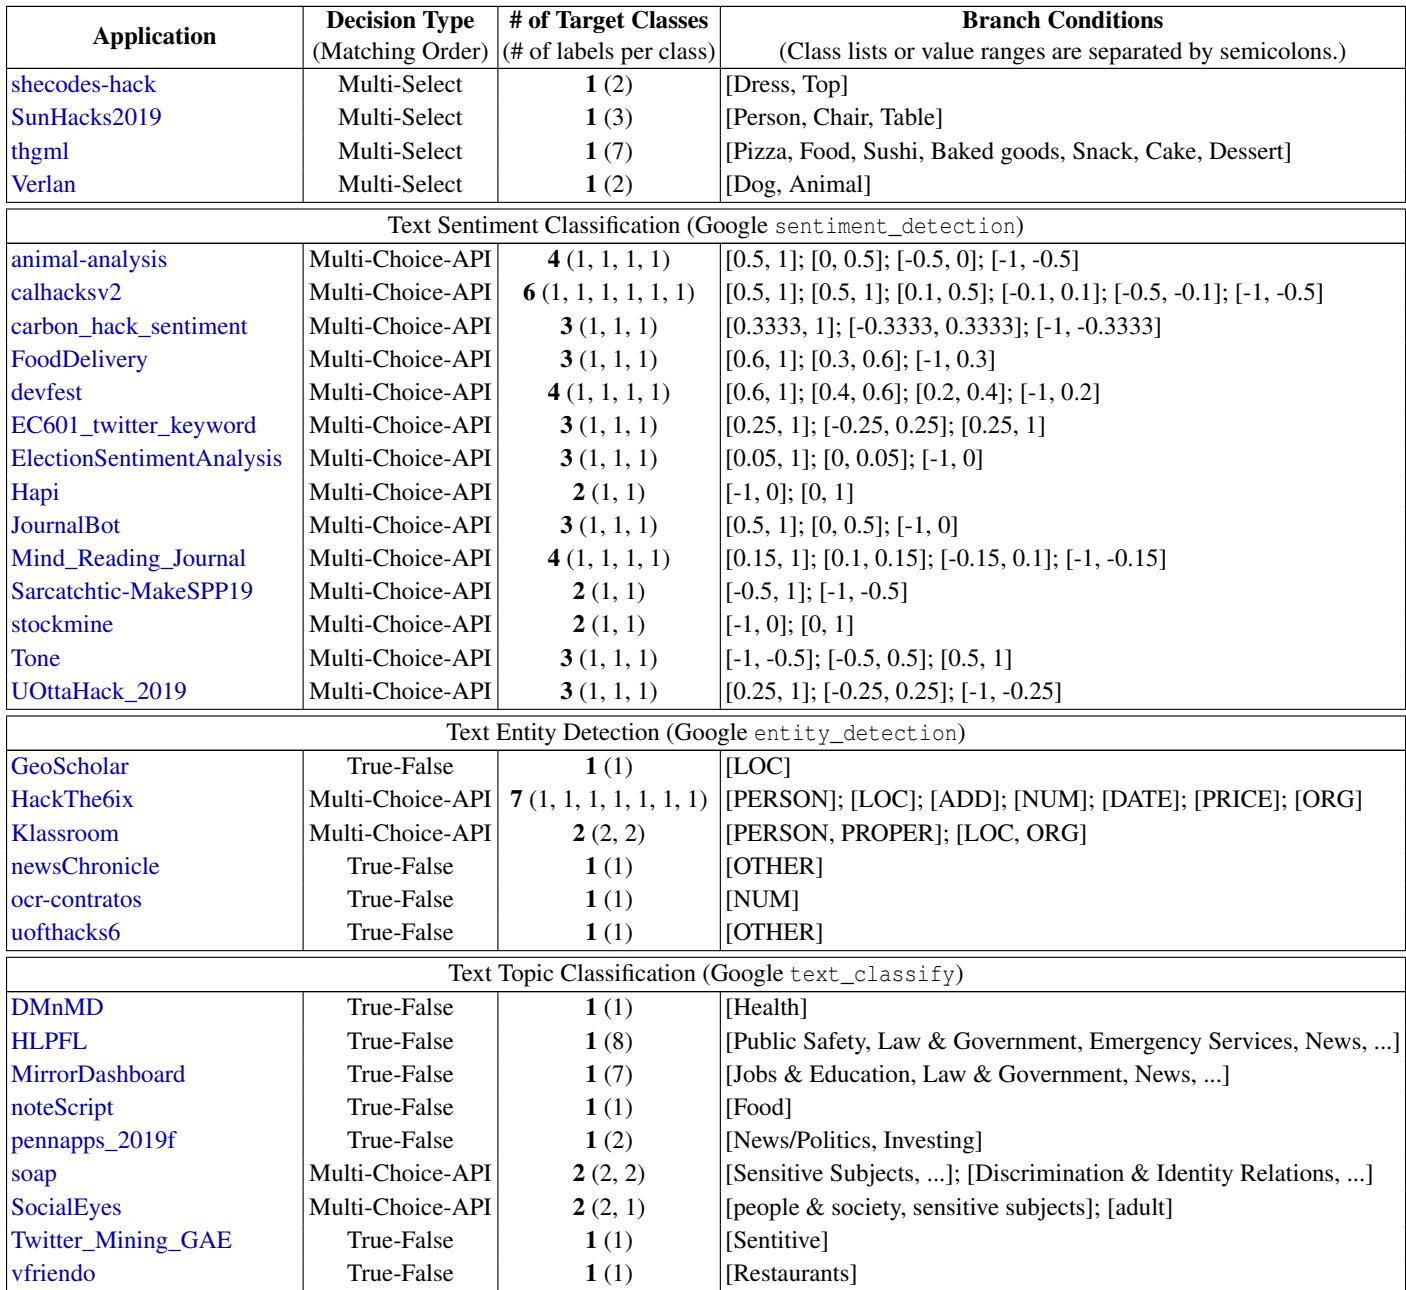 Application Decision Type # of Target Classes Branch Conditions
(Matching Order) (# of labels per class) (Class lists or value ranges are separated by semicolons.)
shecodes-hack Multi-Select 1 (2) [Dress, Top]
SunHacks2019 Multi-Select 1 (3) [Person, Chair, Table]
thgml Multi-Select 1 (7) [Pizza, Food, Sushi, Baked goods, Snack, Cake, Dessert]
Verlan Multi-Select 1 (2) [Dog, Animal]
Text Sentiment Classification (Google sentiment_detection)
animal-analysis Multi-Choice-API 4 (1, 1, 1, 1) [0.5, 1]; [0, 0.5]; [-0.5, 0]; [-1, -0.5]
calhacksv2 Multi-Choice-API 6 (1, 1, 1, 1, 1, 1) [0.5, 1]; [0.5, 1]; [0.1, 0.5]; [-0.1, 0.1]; [-0.5, -0.1]; [-1, -0.5]
carbon_hack_sentiment Multi-Choice-API 3 (1, 1, 1) [0.3333, 1]; [-0.3333, 0.3333]; [-1, -0.3333]
FoodDelivery Multi-Choice-API 3 (1, 1, 1) [0.6, 1]; [0.3, 0.6]; [-1, 0.3]
devfest Multi-Choice-API 4 (1, 1, 1, 1) [0.6, 1]; [0.4, 0.6]; [0.2, 0.4]; [-1, 0.2]
EC601_twitter_keyword Multi-Choice-API 3 (1, 1, 1) [0.25, 1]; [-0.25, 0.25]; [0.25, 1]
ElectionSentimentAnalysis Multi-Choice-API 3 (1, 1, 1) [0.05, 1]; [0, 0.05]; [-1, 0]
Hapi Multi-Choice-API 2 (1, 1) [-1, 0]; [0, 1]
JournalBot Multi-Choice-API 3 (1, 1, 1) [0.5, 1]; [0, 0.5]; [-1, 0]
Mind_Reading_Journal Multi-Choice-API 4 (1, 1, 1, 1) [0.15, 1]; [0.1, 0.15]; [-0.15, 0.1]; [-1, -0.15]
Sarcatchtic-MakeSPP19 Multi-Choice-API 2 (1, 1) [-0.5, 1]; [-1, -0.5]
stockmine Multi-Choice-API 2 (1, 1) [-1, 0]; [0, 1]
Tone Multi-Choice-API 3 (1, 1, 1) [-1, -0.5]; [-0.5, 0.5]; [0.5, 1]
UOttaHack_2019 Multi-Choice-API 3 (1, 1, 1) [0.25, 1]; [-0.25, 0.25]; [-1, -0.25]
Text Entity Detection (Google entity_detection)
GeoScholar True-False 1 (1) [LOC]
HackThe6ix Multi-Choice-API 7 (1, 1, 1, 1, 1, 1, 1) [PERSON]; [LOC]; [ADD]; [NUM]; [DATE]; [PRICE]; [ORG]
Klassroom Multi-Choice-API 2 (2, 2) [PERSON, PROPER]; [LOC, ORG]
newsChronicle True-False 1 (1) [OTHER]
ocr-contratos True-False 1 (1) [NUM]
uofthacks6 True-False 1 (1) [OTHER]
Text Topic Classification (Google text_classify)
DMnMD True-False 1 (1) [Health]
HLPFL True-False 1 (8) [Public Safety, Law & Government, Emergency Services, News, ...]
MirrorDashboard True-False 1 (7) [Jobs & Education, Law & Government, News, ...]
noteScript True-False 1 (1) [Food]
pennapps_2019f True-False 1 (2) [News/Politics, Investing]
soap Multi-Choice-API 2 (2, 2) [Sensitive Subjects, ...]; [Discrimination & Identity Relations, ...]
SocialEyes Multi-Choice-API 2 (2, 1) [people & society, sensitive subjects]; [adult]
Twitter_Mining_GAE True-False 1 (1) [Sentitive]
vfriendo True-False 1 (1) [Restaurants]